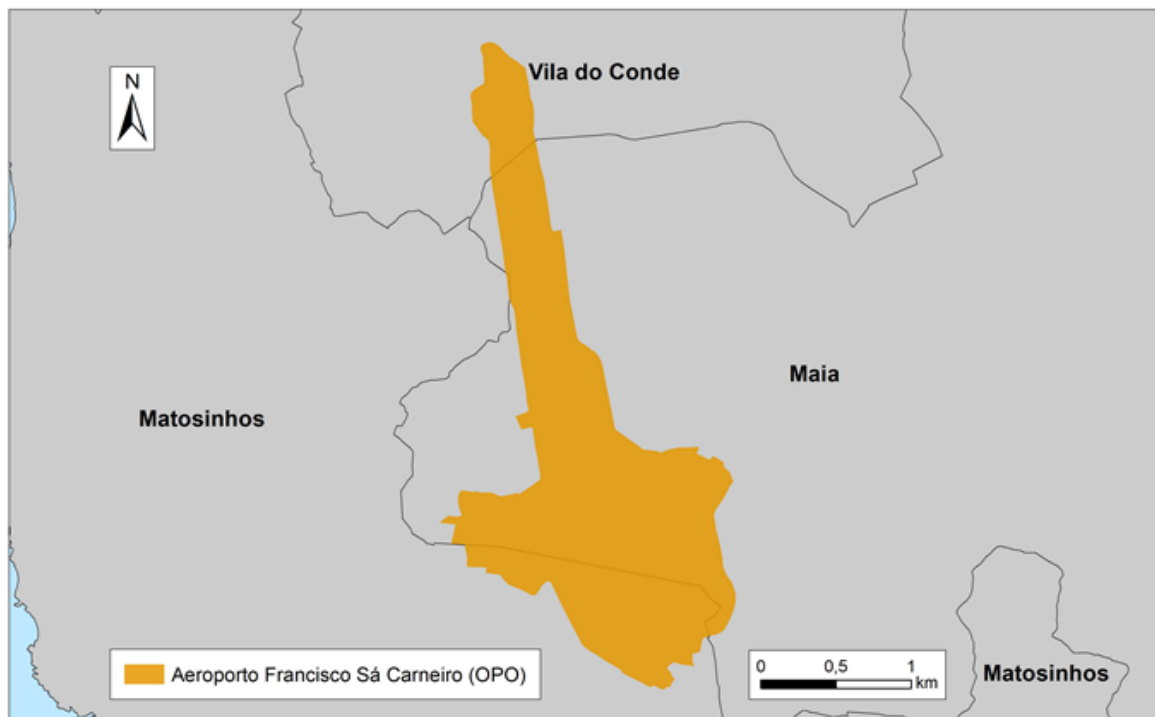 Vila do Conde
N
Maia
Matosinhos
Aeroporto Francisco Sá Carneiro (OPO)
0 0,5 1
km
Matosinhos